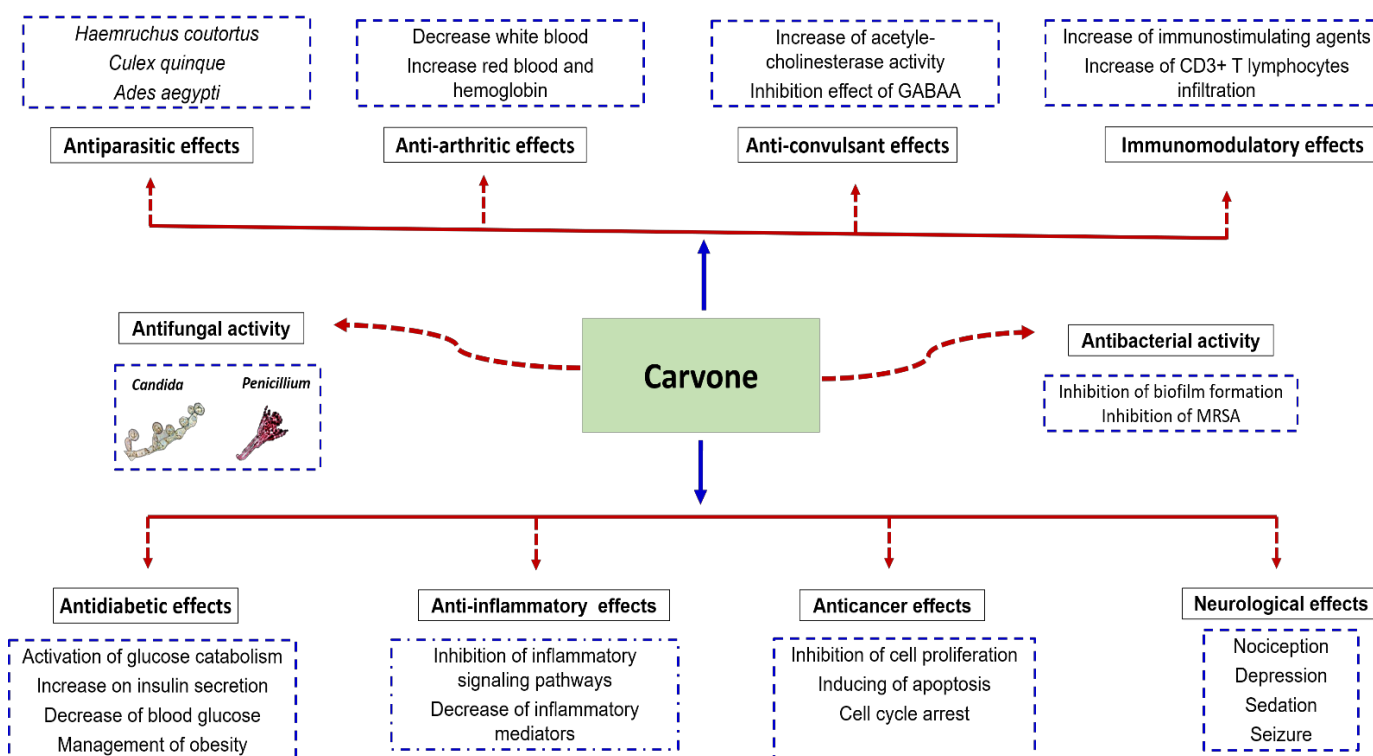 Haemruchus coutortus
Culex quinque
Ades aegypti
Antiparasitic effects
Decrease white blood
Increase red blood and
hemoglobin
Anti-arthritic effects
Increase of acetyle-
cholinesterase activity
Inhibition effect of GABAA
Anti-convulsant effects
Increase of immunostimulating agents
Increase of CD3+ T lymphocytes
infiltration
Immunomodulatory effects
Antifungal activity
Candida
Penicillium
Carvone
Antibacterial activity
Inhibition of biofilm formation
Inhibition of MRSA
Antidiabetic effects
Activation of glucose catabolism
Increase on insulin secretion
Decrease of blood glucose
Management of obesity
Anti-inflammatory effects
Inhibition of inflammatory
signaling pathways
Decrease of inflammatory
mediators
Anticancer effects
Inhibition of cell proliferation
Inducing of apoptosis
Cell cycle arrest
Neurological effects
Nociception
Depression
Sedation
Seizure